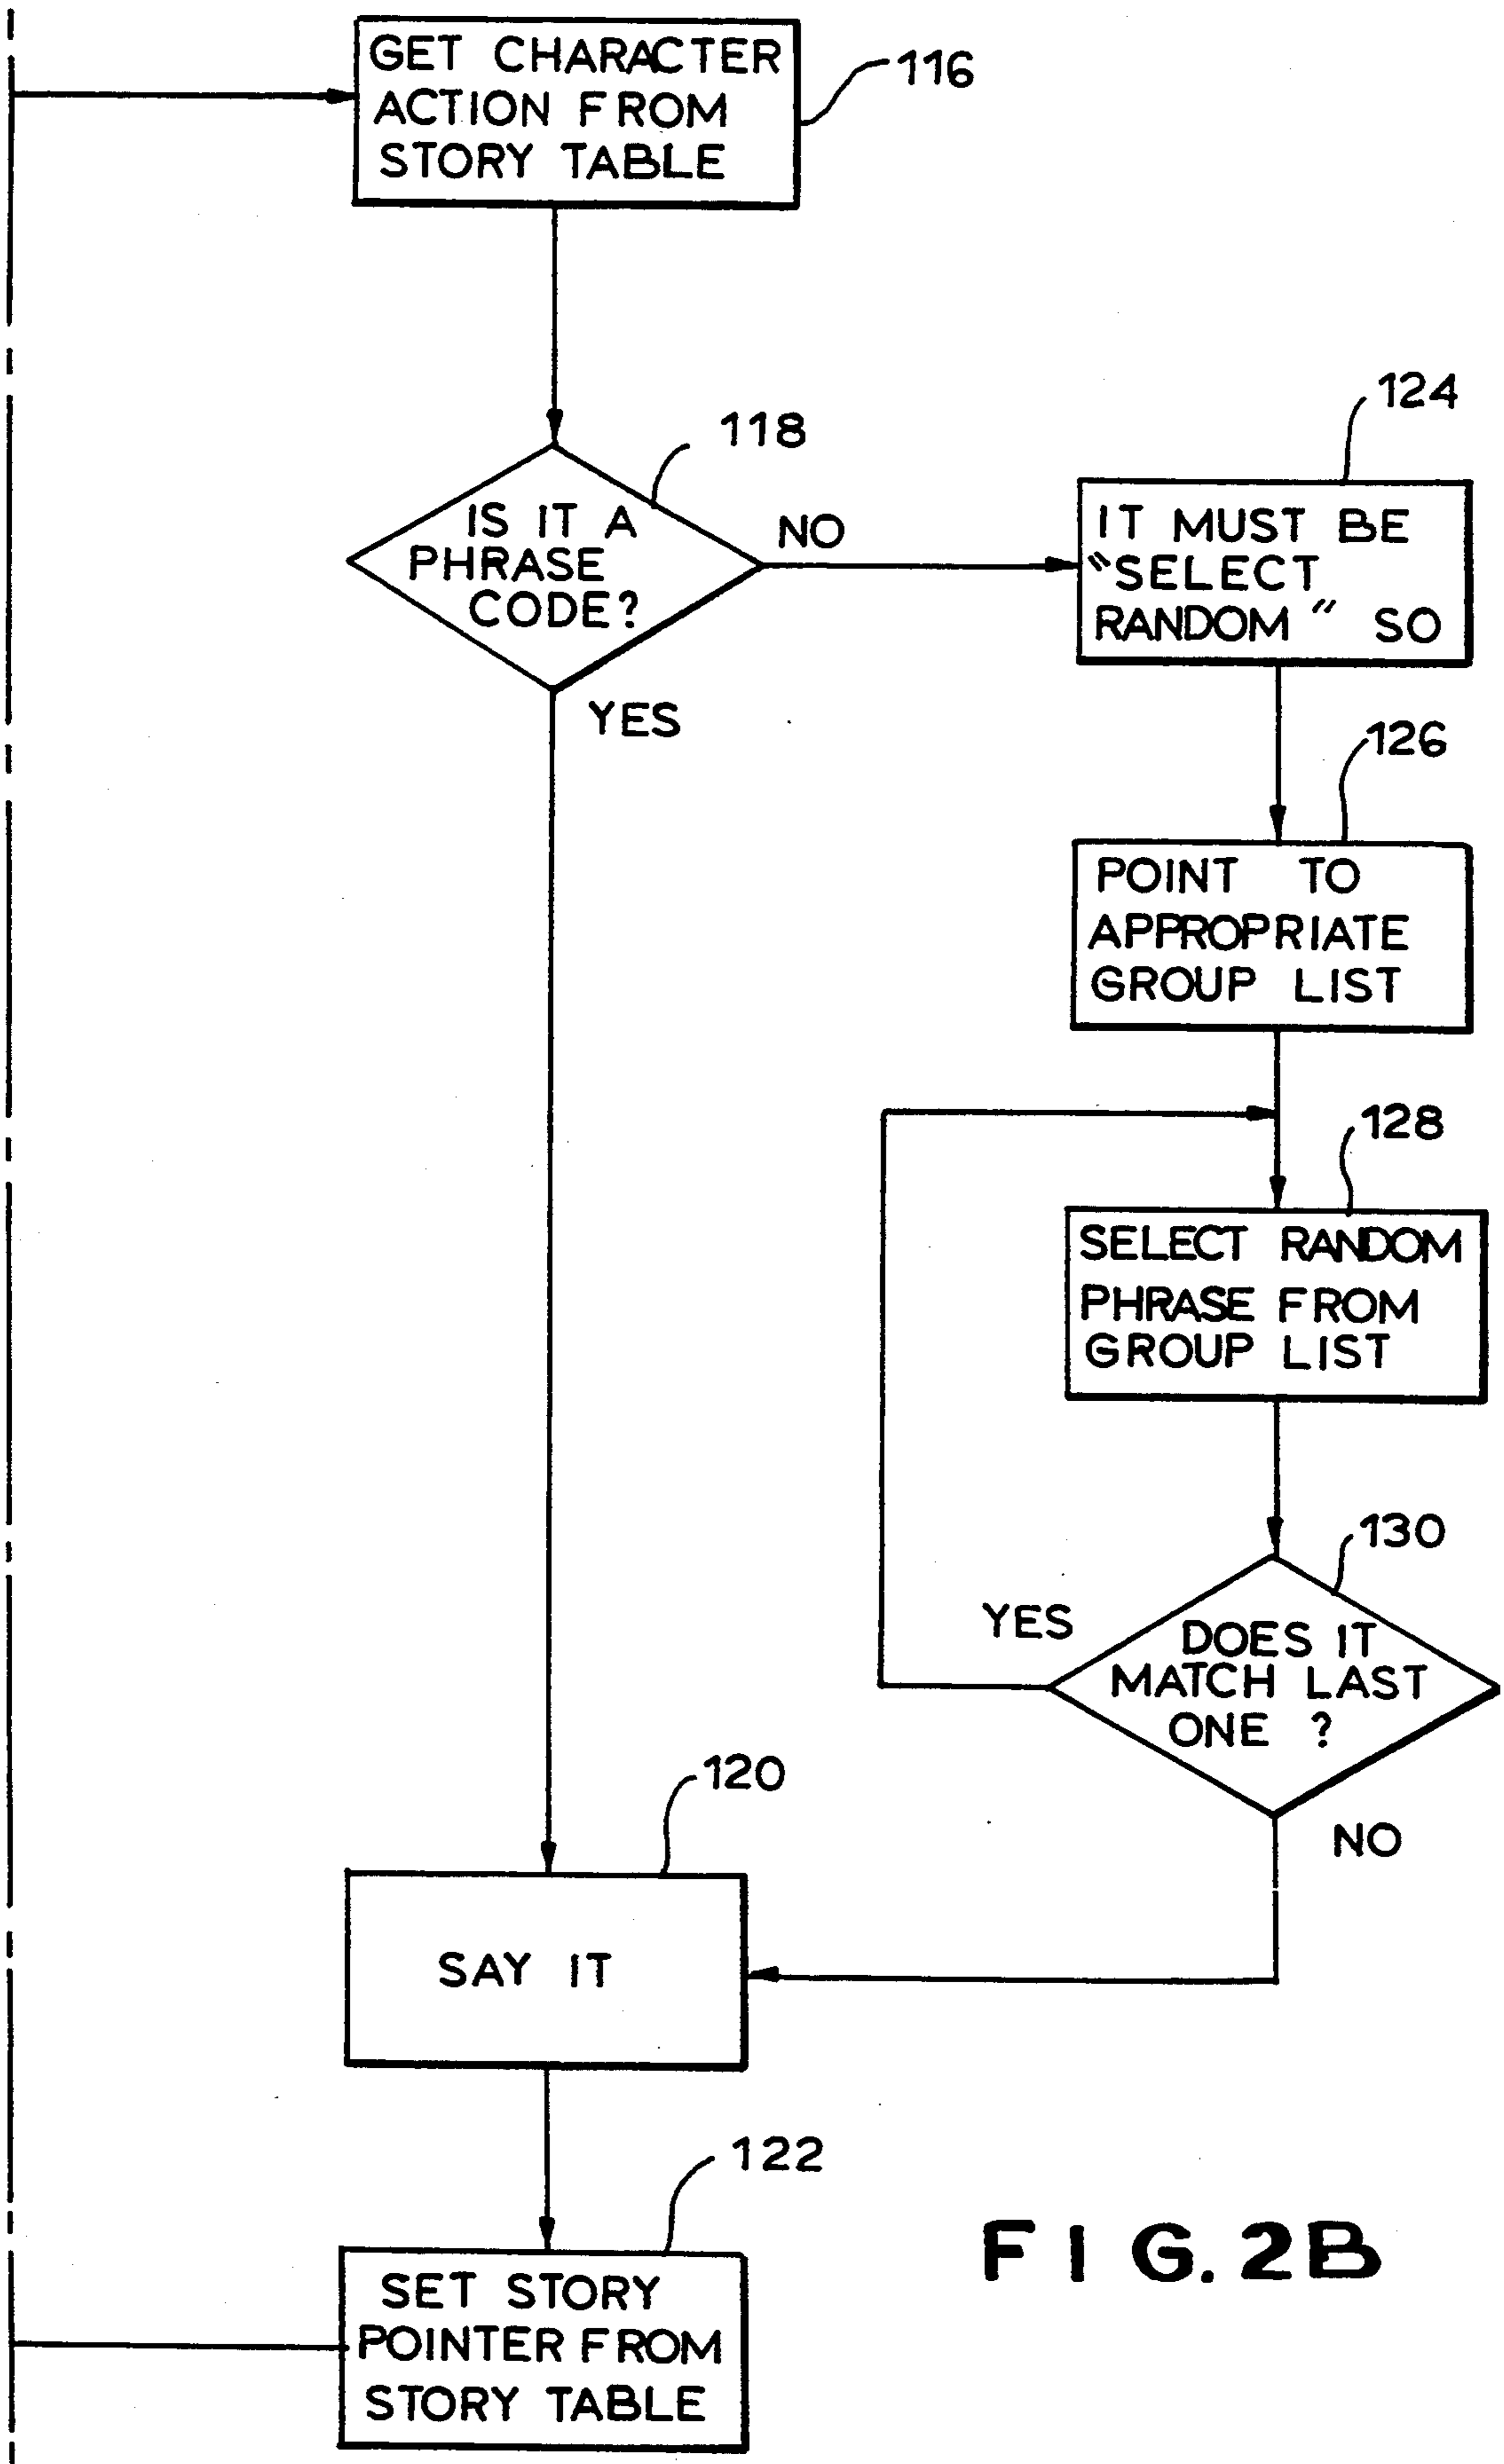 GET CHARACTER
ACTION FROM
STORY TABLE
116
118
IS IT A
PHRASE
CODE?
NO
YES
124
IT MUST BE
"SELECT
RANDOM" SO
126
POINT TO
APPROPRIATE
GROUP LIST
128
SELECT RANDOM
PHRASE FROM
GROUP LIST
130
DOES IT
MATCH LAST
ONE ?
YES
NO
120
SAY IT
122
SET STORY
POINTER FROM
STORY TABLE
FIG. 2B